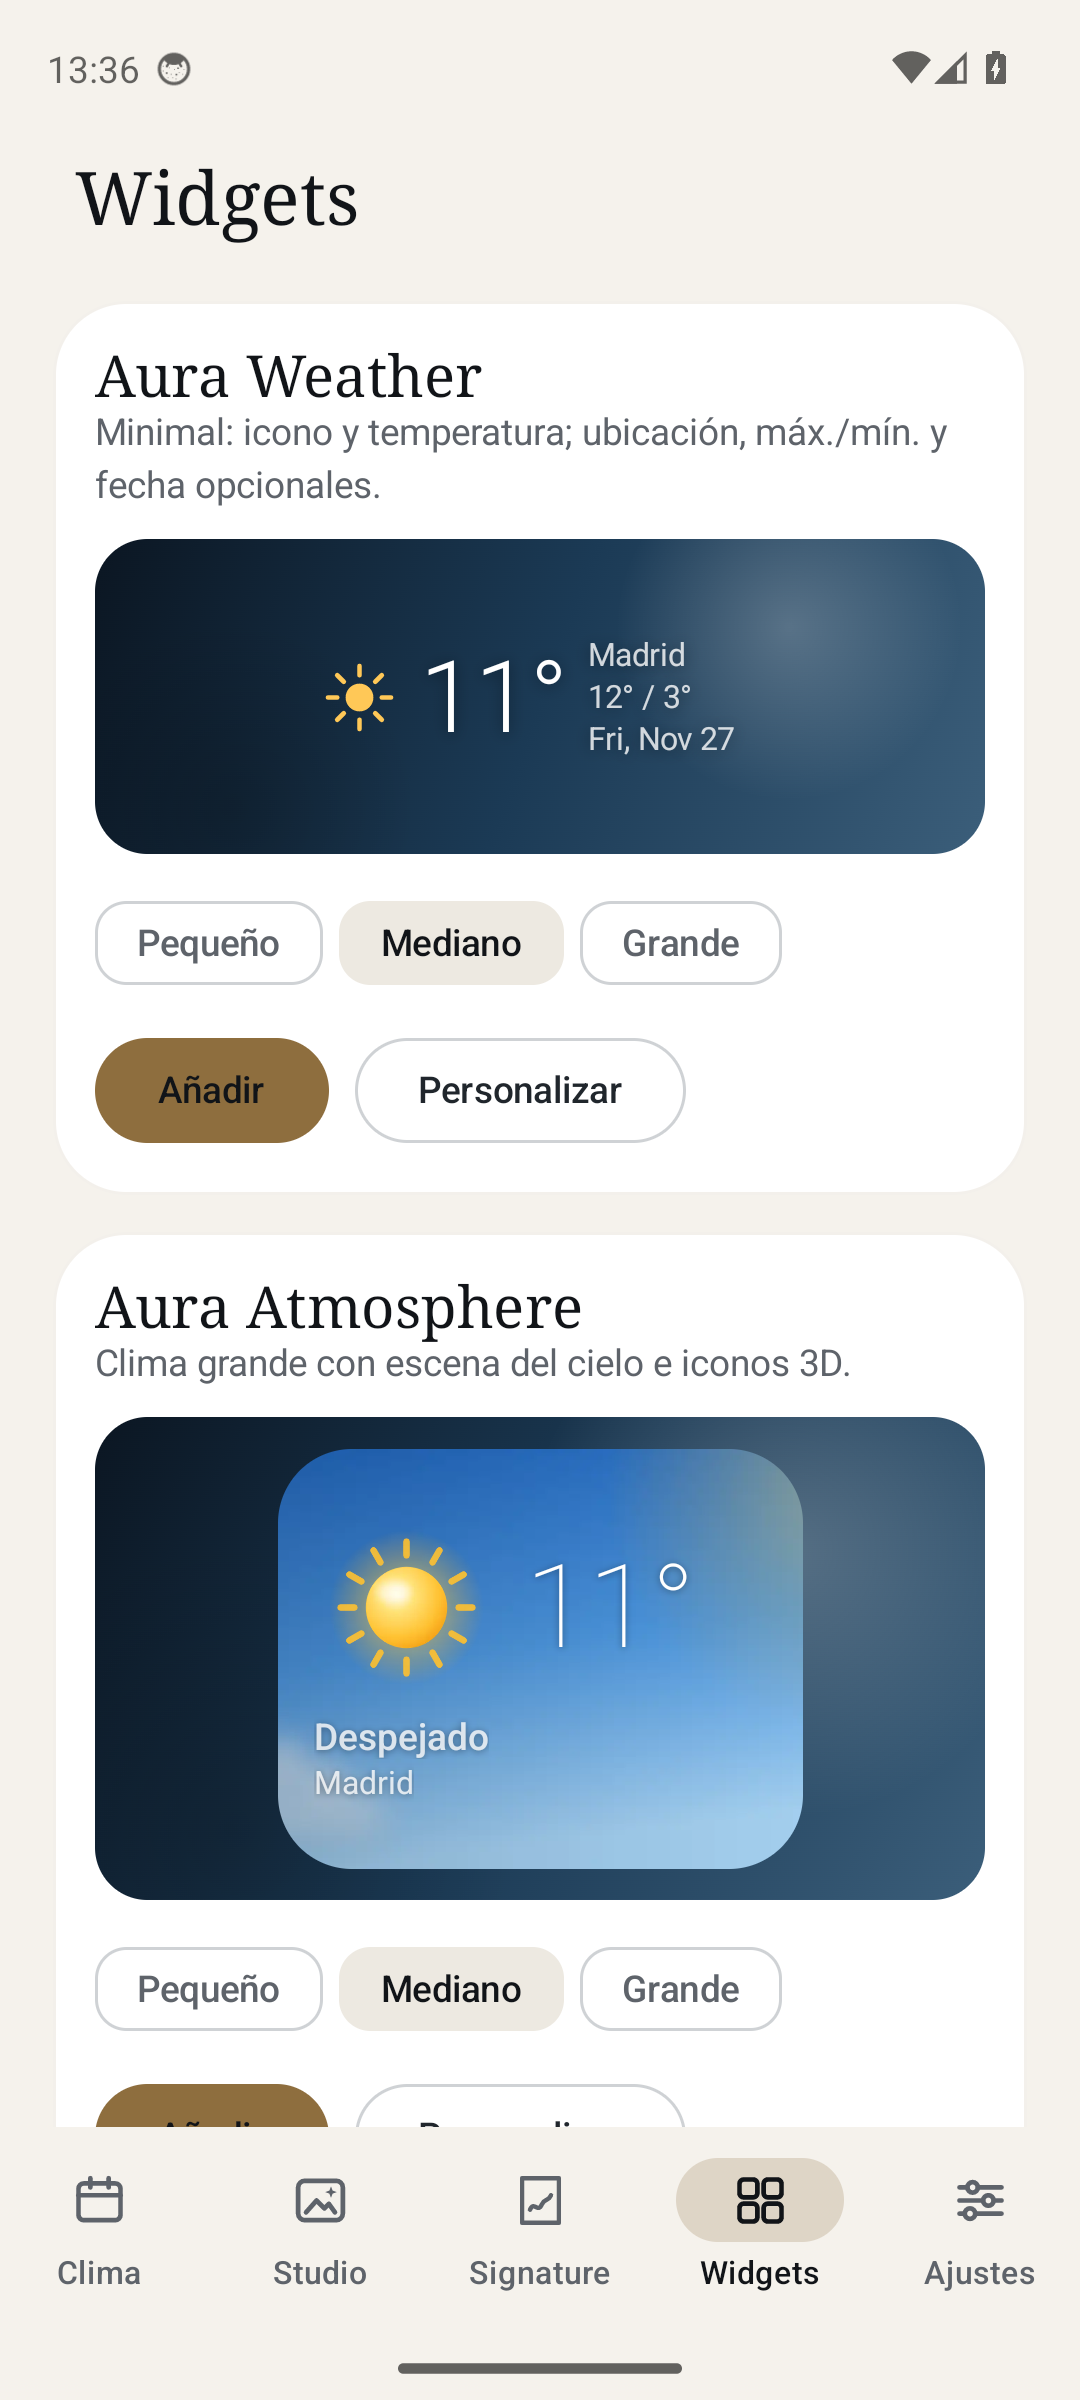 13:36
Widgets
Aura Weather
Minimal: icono y temperatura; ubicación, máx./mín. y
fecha opcionales.
11°
Madrid
12° / 3°
Fri, Nov 27
Pequeño
Mediano
Grande
Añadir
Personalizar
Aura Atmosphere
Clima grande con escena del cielo e iconos 3D.
11°
Despejado
Madrid
Pequeño
Mediano
Grande
Clima
Studio
Signature
Widgets
Ajustes